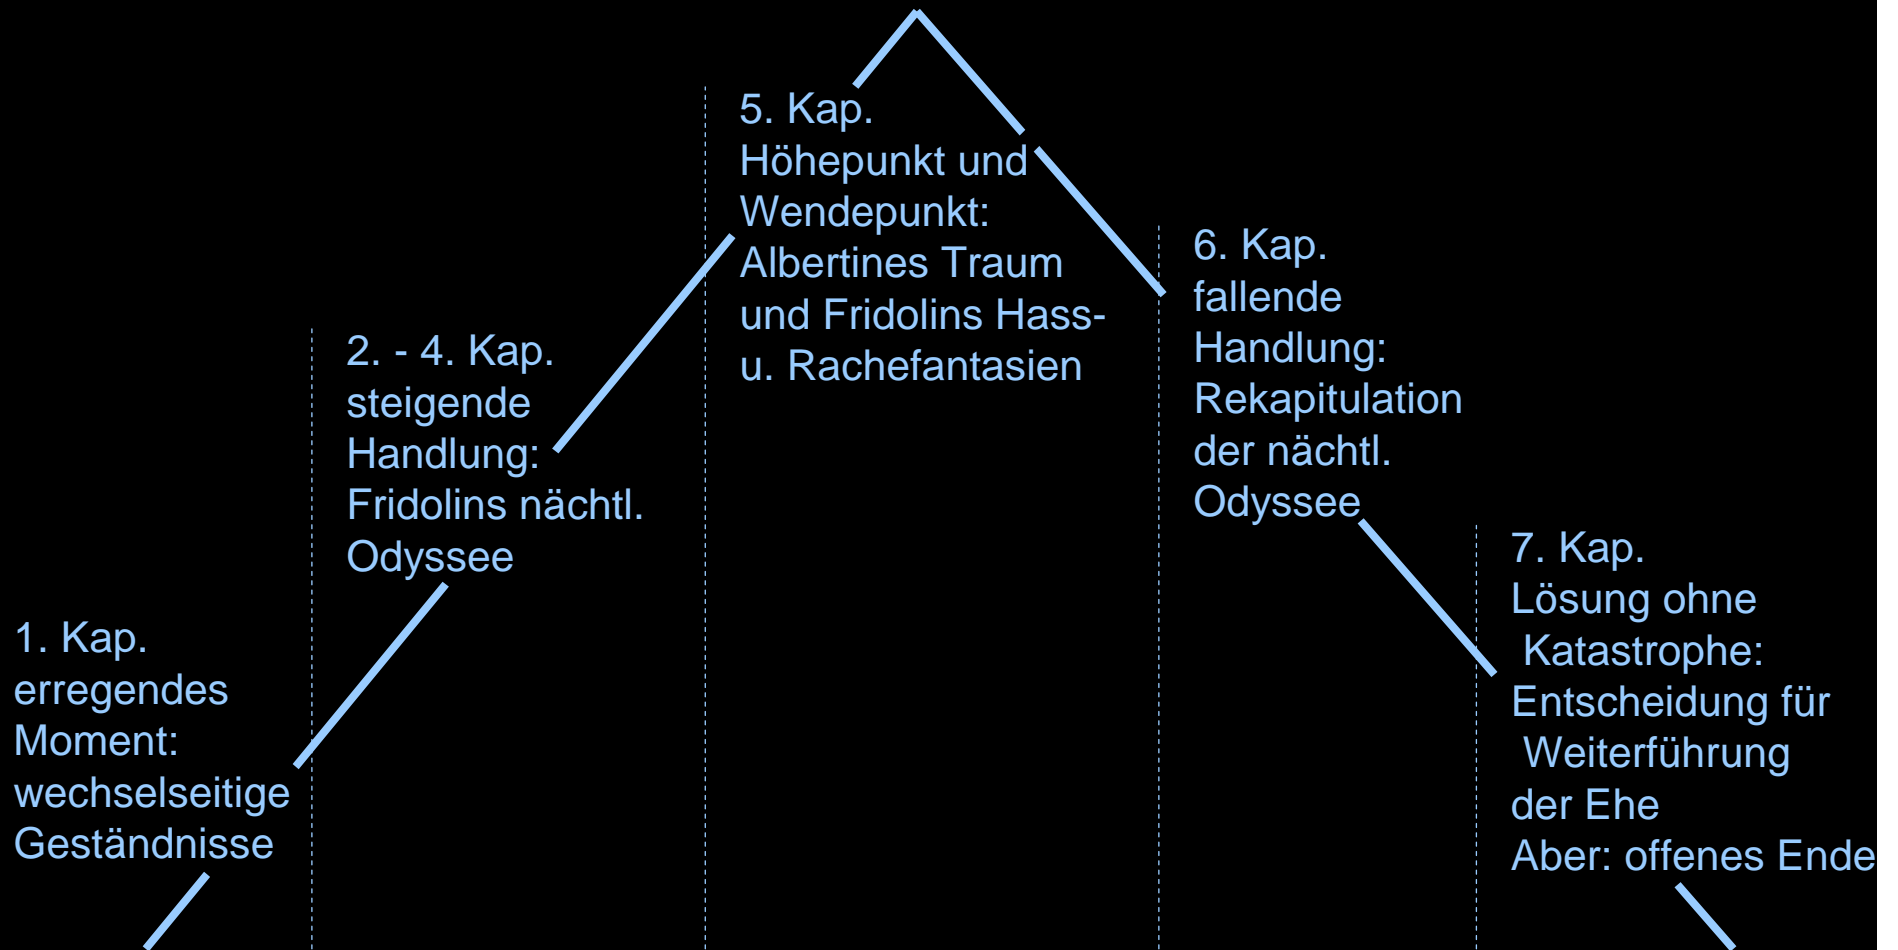 1. Kap.
erregendes
Moment:
wechselseitige
Geständnisse
2. - 4. Kap.
steigende
Handlung:
Fridolins nächtl.
Odyssee
5. Kap.
Höhepunkt und
Wendepunkt:
Albertines Traum
und Fridolins Hass-
u. Rachefantasien
6. Kap.
fallende
Handlung:
Rekapitulation
der nächtl.
Odyssee
7. Kap.
Lösung ohne
Katastrophe:
Entscheidung für
Weiterführung
der Ehe
Aber: offenes Ende